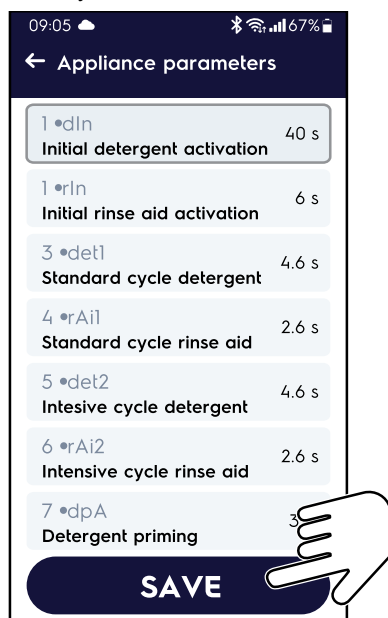 09:05 67%
← Appliance parameters
1 •dIn
Initial detergent activation
40 s
1 •rIn
Initial rinse aid activation
6 s
3 •det1
Standard cycle detergent
4.6 s
4 •rAi1
Standard cycle rinse aid
2.6 s
5 •det2
Intesive cycle detergent
4.6 s
6 •rAi2
Intensive cycle rinse aid
2.6 s
7 •dpA
Detergent priming
SAVE